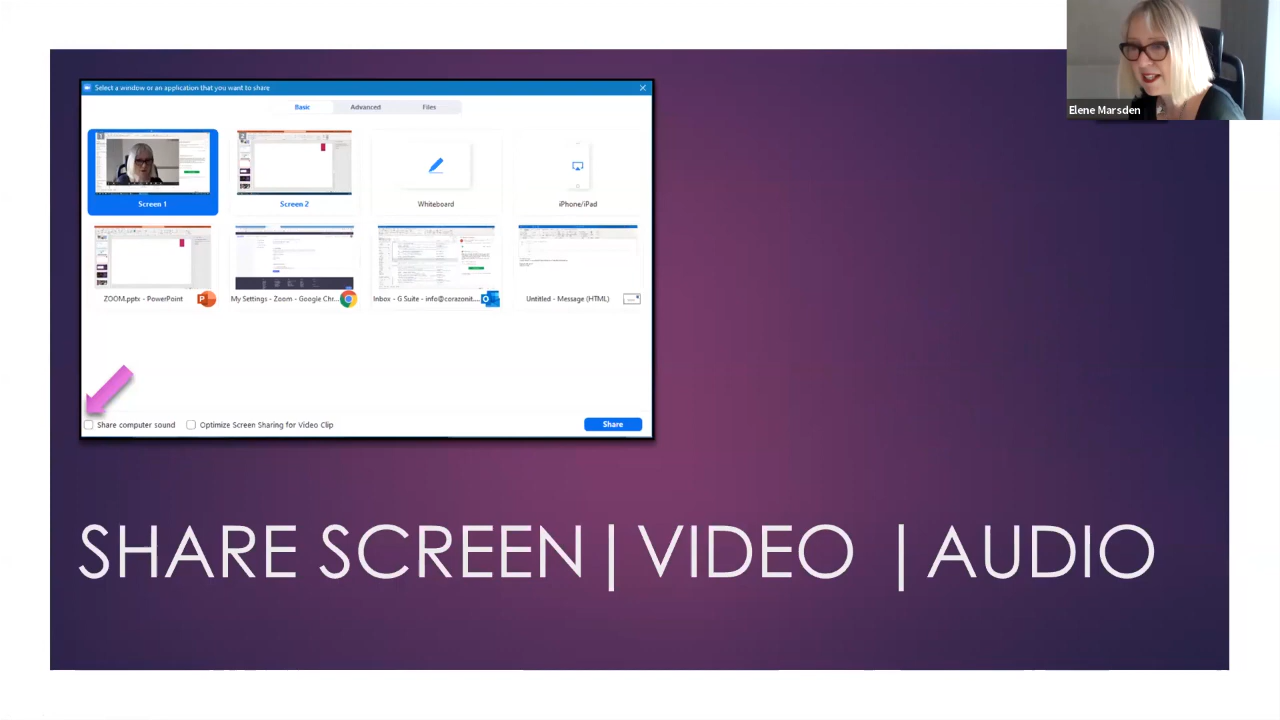 Elene Marsden
Select a window or an application that you want to share
Basic Advanced Files
Screen 1 Screen 2 Whiteboard iPhone/iPad
ZOOM.pptx - PowerPoint My Settings - Zoom - Google Chr... Inbox - G Suite - info@corazonit.... Untitled - Message (HTML)
Share computer sound Optimize Screen Sharing for Video Clip Share
SHARE SCREEN| VIDEO | AUDIO